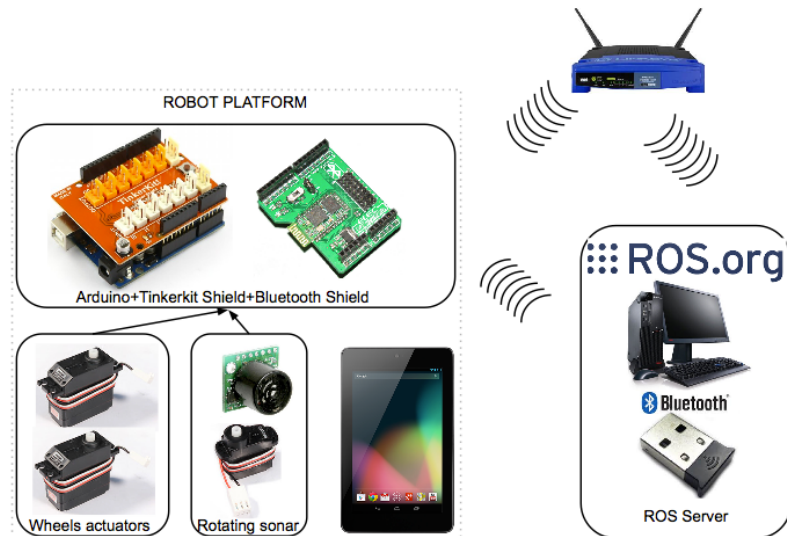 ROBOT PLATFORM
TinkerKit!
Arduino+Tinkerkit Shield+Bluetooth Shield
Wheels actuators
Rotating sonar
ROS.org
Bluetooth
ROS Server